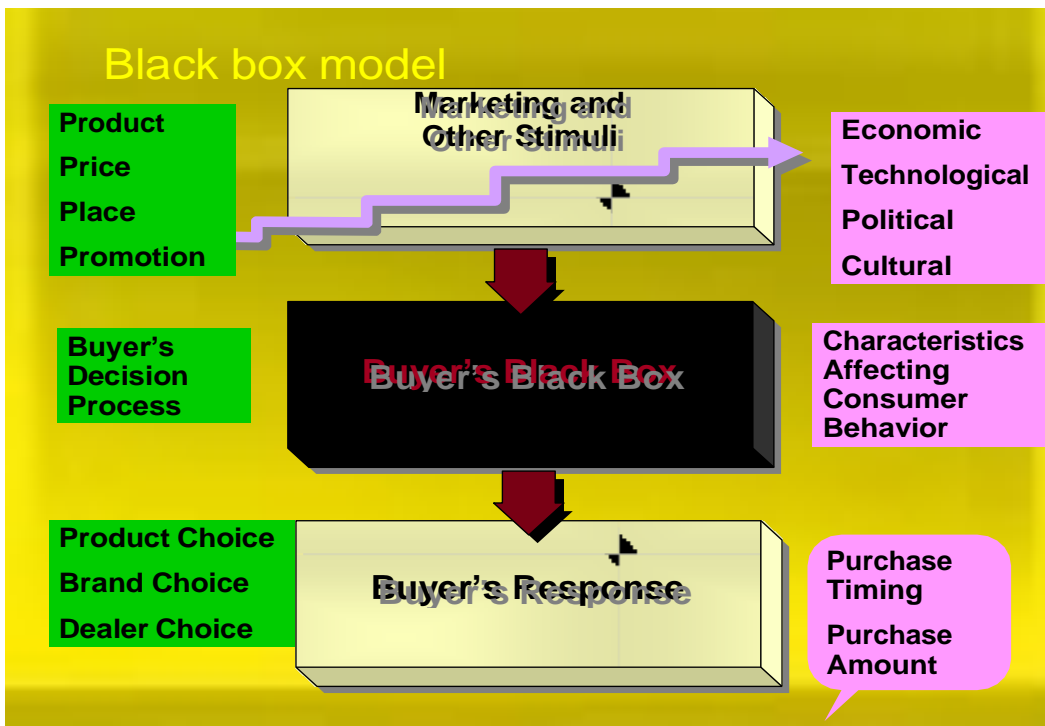 Black box model
Product
Price
Place
Promotion
Marketing and
Other Stimuli
Economic
Technological
Political
Cultural
Buyer's
Decision
Process
Buyer's Black Box
Characteristics
Affecting
Consumer
Behavior
Product Choice
Brand Choice
Dealer Choice
Buyer's Response
Purchase
Timing
Purchase
Amount